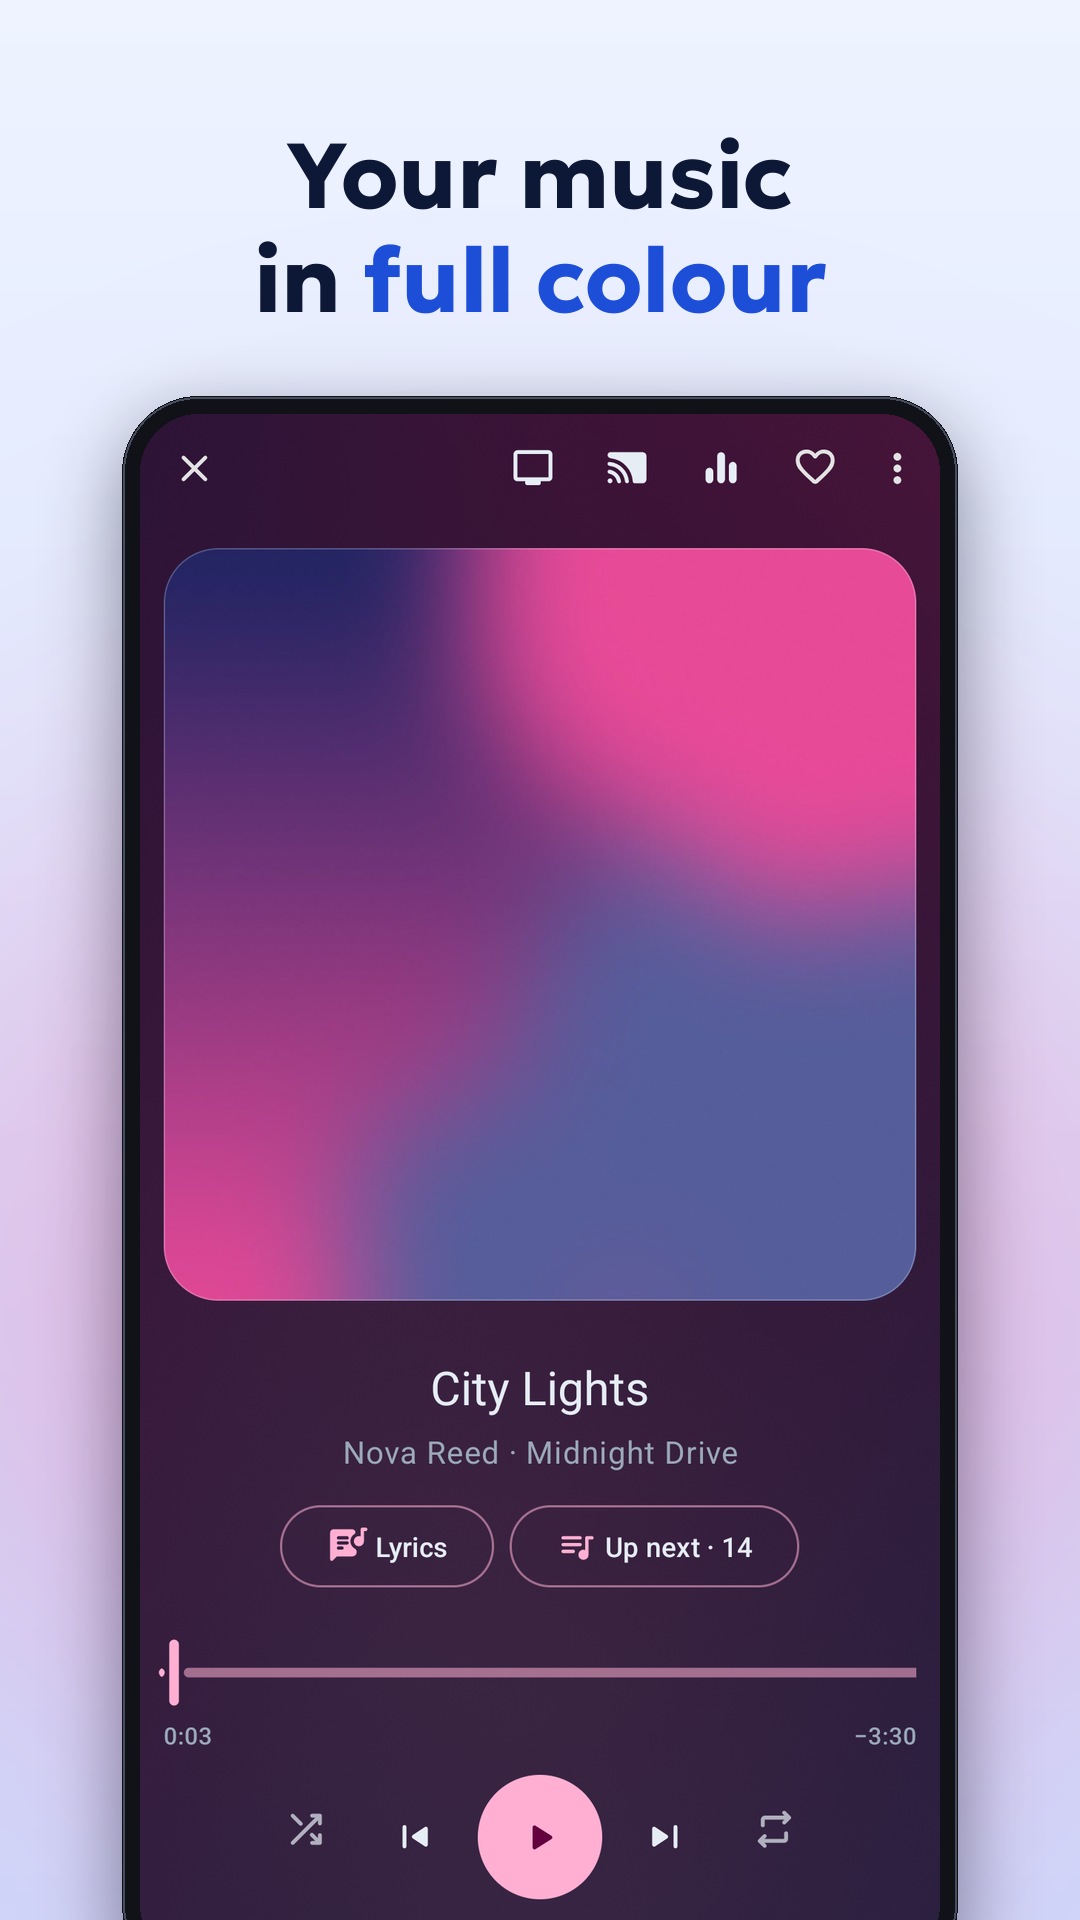 Your music
in full colour
City Lights
Nova Reed · Midnight Drive
Lyrics
Up next · 14
0:03
−3:30